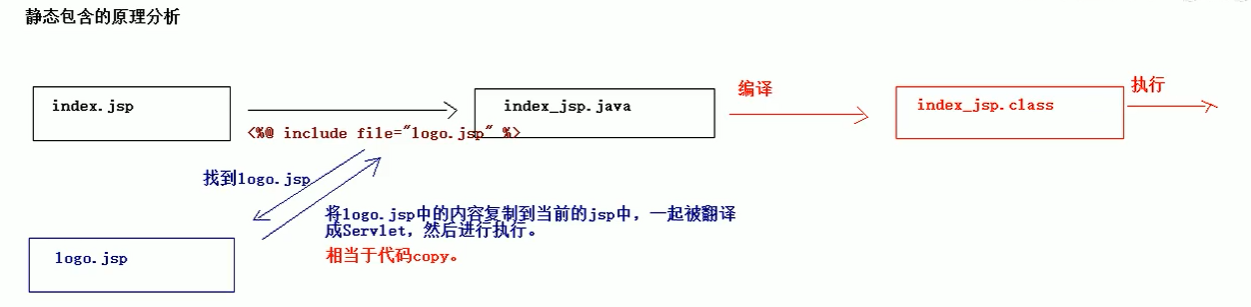 静态包含的原理分析
index.jsp
index_jsp.java
编译
index_jsp.class
执行
<%@ include file="logo.jsp" %>
找到logo.jsp
将logo.jsp中的内容复制到当前的jsp中，一起被翻译
成Servlet，然后进行执行。
相当于代码copy。
logo.jsp